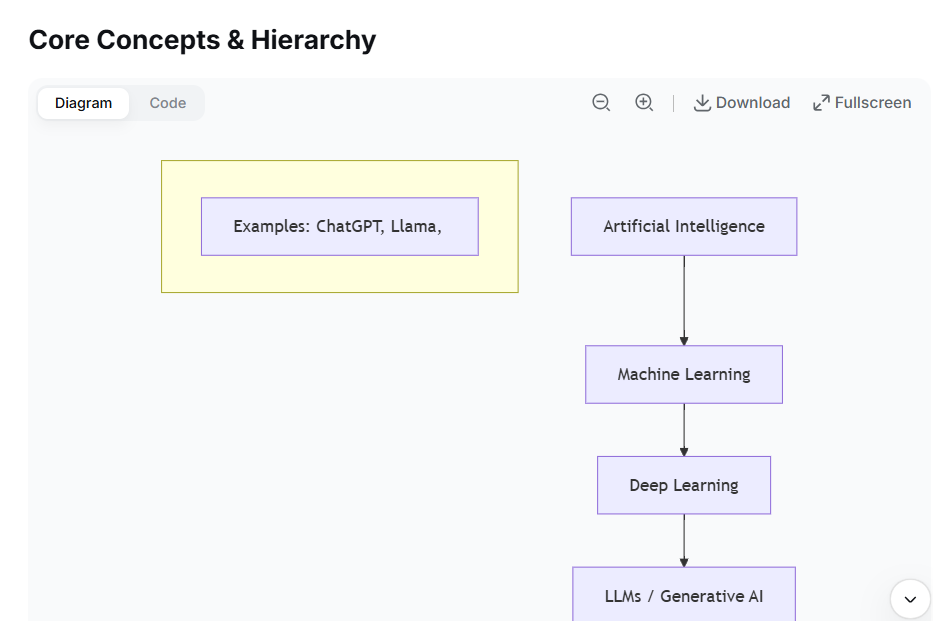 Core Concepts & Hierarchy
Diagram
Code
Download
Fullscreen
Examples: ChatGPT, Llama,
Artificial Intelligence
Machine Learning
Deep Learning
LLMs / Generative AI